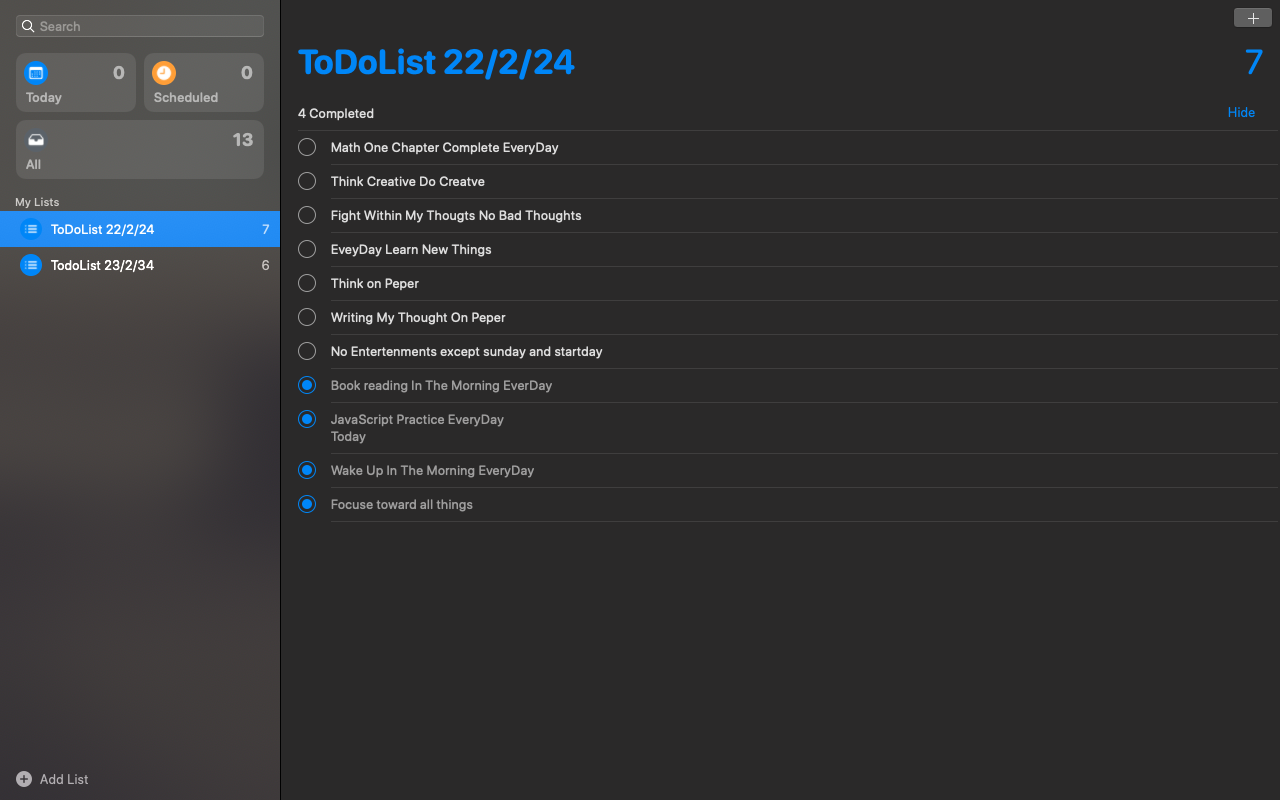 Search
Today 0
Scheduled 0
All 13
My Lists
ToDoList 22/2/24 7
TodoList 23/2/34 6
Add List
ToDoList 22/2/24 7
4 Completed Hide
Math One Chapter Complete EveryDay
Think Creative Do Creatve
Fight Within My Thougts No Bad Thoughts
EveyDay Learn New Things
Think on Peper
Writing My Thought On Peper
No Entertenments except sunday and startday
Book reading In The Morning EverDay
JavaScript Practice EveryDay
Today
Wake Up In The Morning EveryDay
Focuse toward all things